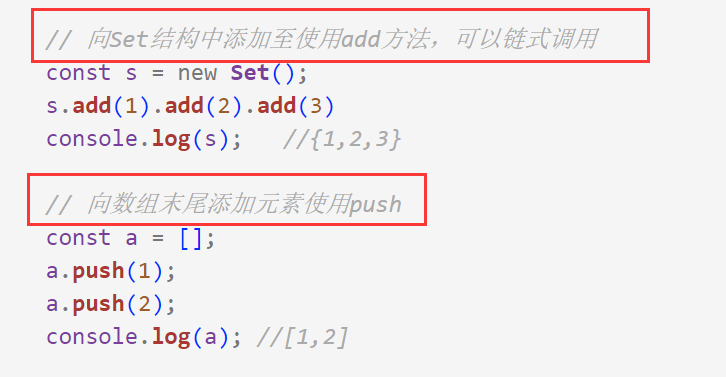 // 向Set结构中添加至使用add方法，可以链式调用
const s = new Set();
s.add(1).add(2).add(3)
console.log(s);   //{1,2,3}
// 向数组末尾添加元素使用push
const a = [];
a.push(1);
a.push(2);
console.log(a); //[1,2]